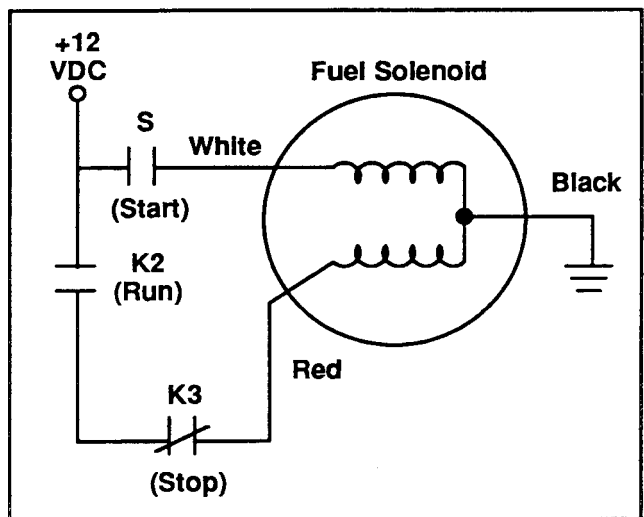 +12
VDC
Fuel Solenoid
S
White
(Start)
Black
K2
(Run)
Red
K3
(Stop)